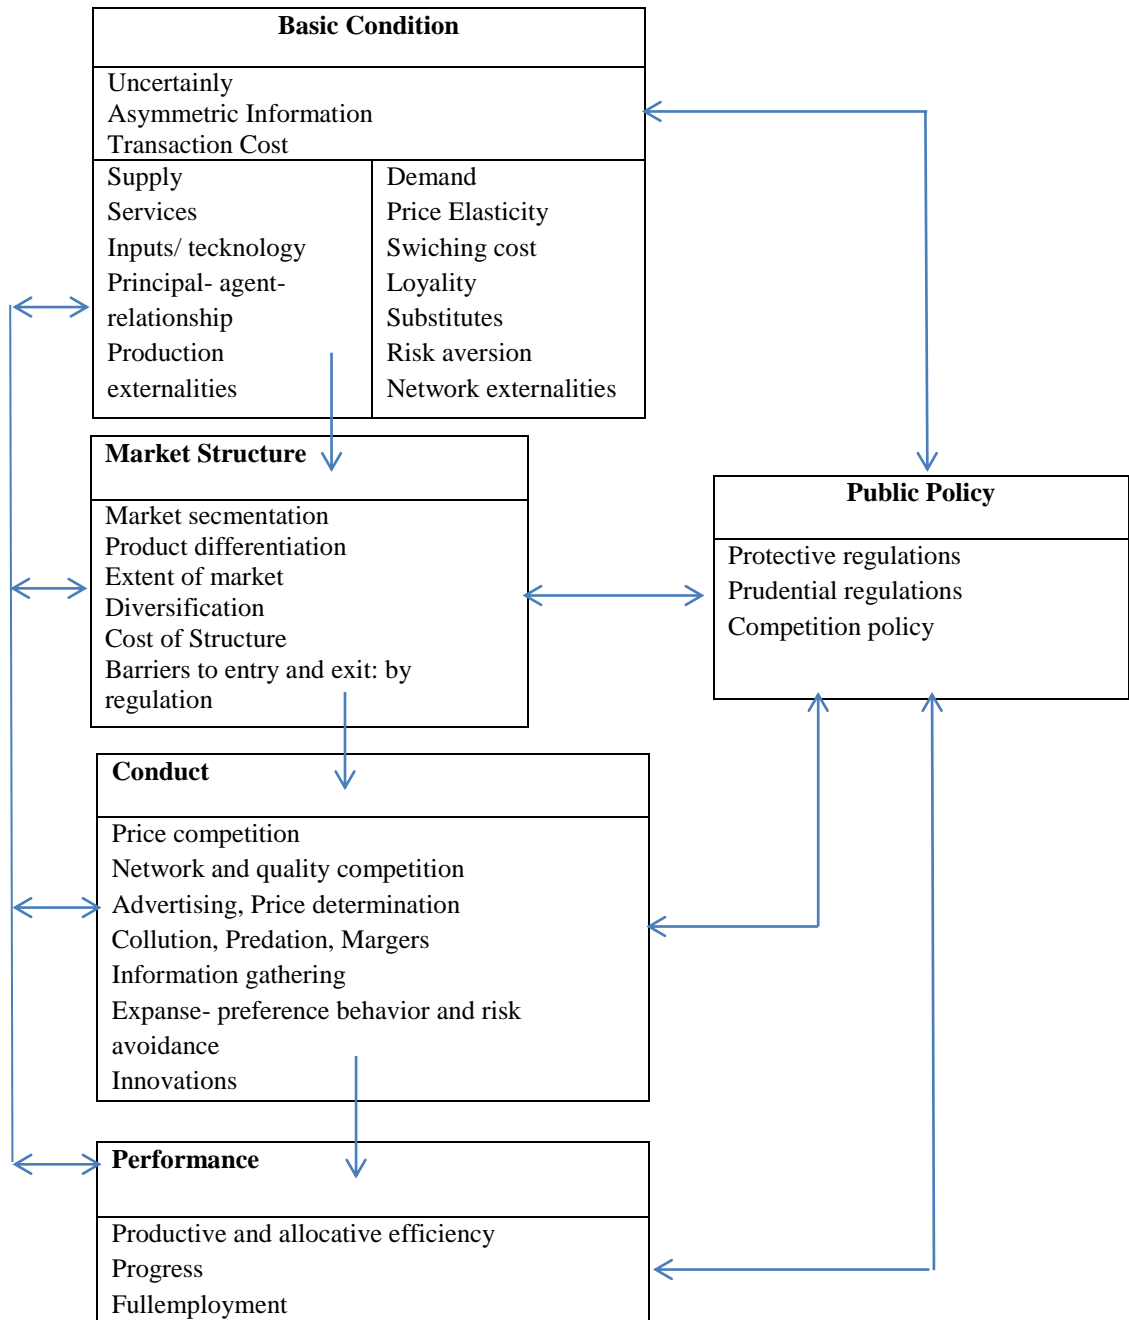 Basic Condition
Uncertainly
Asymmetric Information
Transaction Cost
Supply
Services
Inputs/ tecknology
Principal- agent-
relationship
Production
externalities
Demand
Price Elasticity
Swiching cost
Loyality
Substitutes
Risk aversion
Network externalities
Market Structure
Market secmentation
Product differentiation
Extent of market
Diversification
Cost of Structure
Barriers to entry and exit: by
regulation
Public Policy
Protective regulations
Prudential regulations
Competition policy
Conduct
Price competition
Network and quality competition
Advertising, Price determination
Collution, Predation, Margers
Information gathering
Expanse- preference behavior and risk
avoidance
Innovations
Performance
Productive and allocative efficiency
Progress
Fullemployment